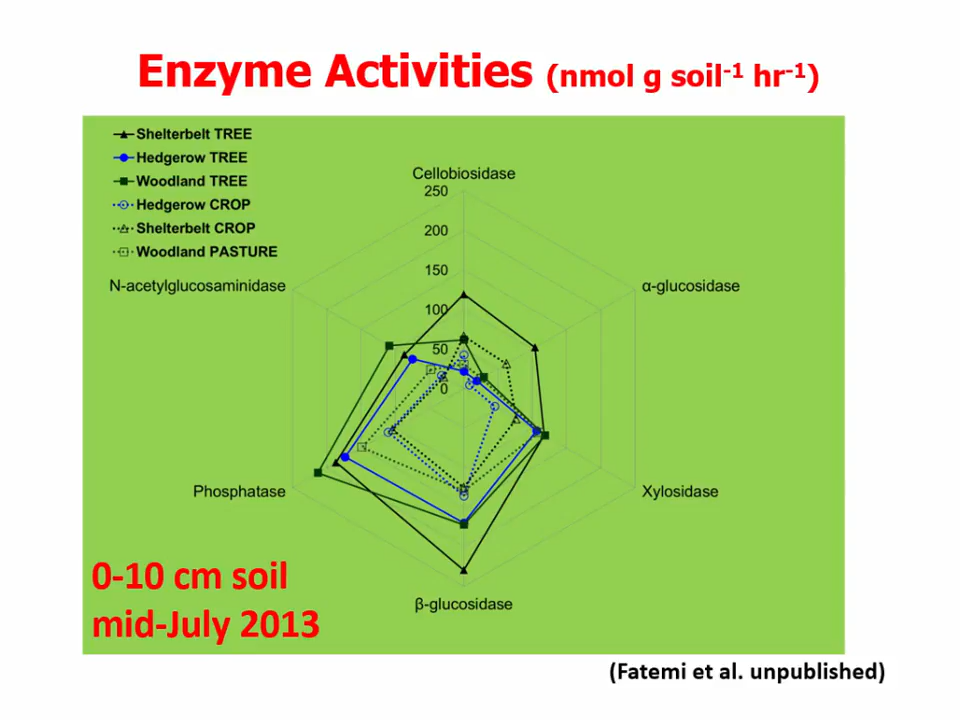 Enzyme Activities (nmol g soil⁻¹ hr⁻¹)
Shelterbelt TREE
Hedgerow TREE
Woodland TREE
Hedgerow CROP
Shelterbelt CROP
Woodland PASTURE
Cellobiosidase
250
200
150
100
50
0
N-acetylglucosaminidase
α-glucosidase
Phosphatase
Xylosidase
β-glucosidase
0-10 cm soil
mid-July 2013
(Fatemi et al. unpublished)